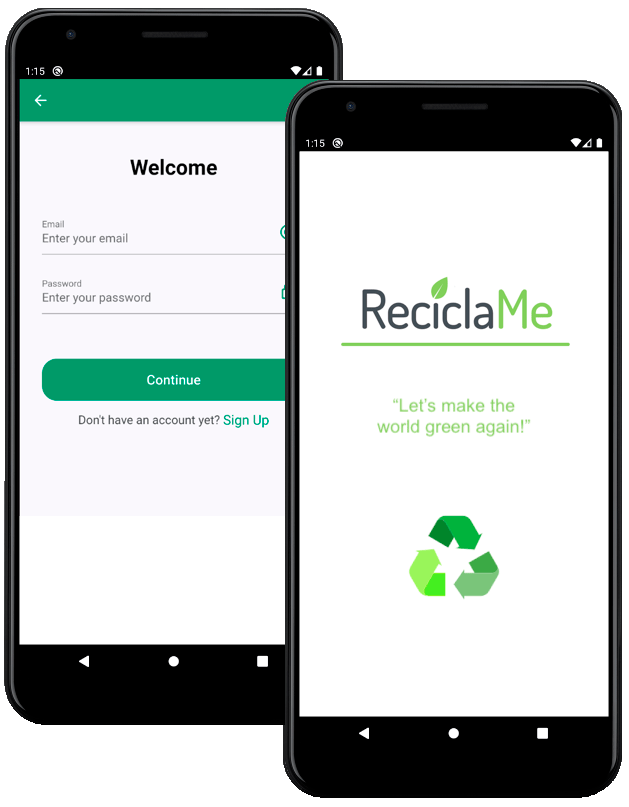 1:15
Welcome
Email
Enter your email
Password
Enter your password
Continue
Don't have an account yet? Sign Up
1:15
ReciclaMe
“Let's make the
world green again!”